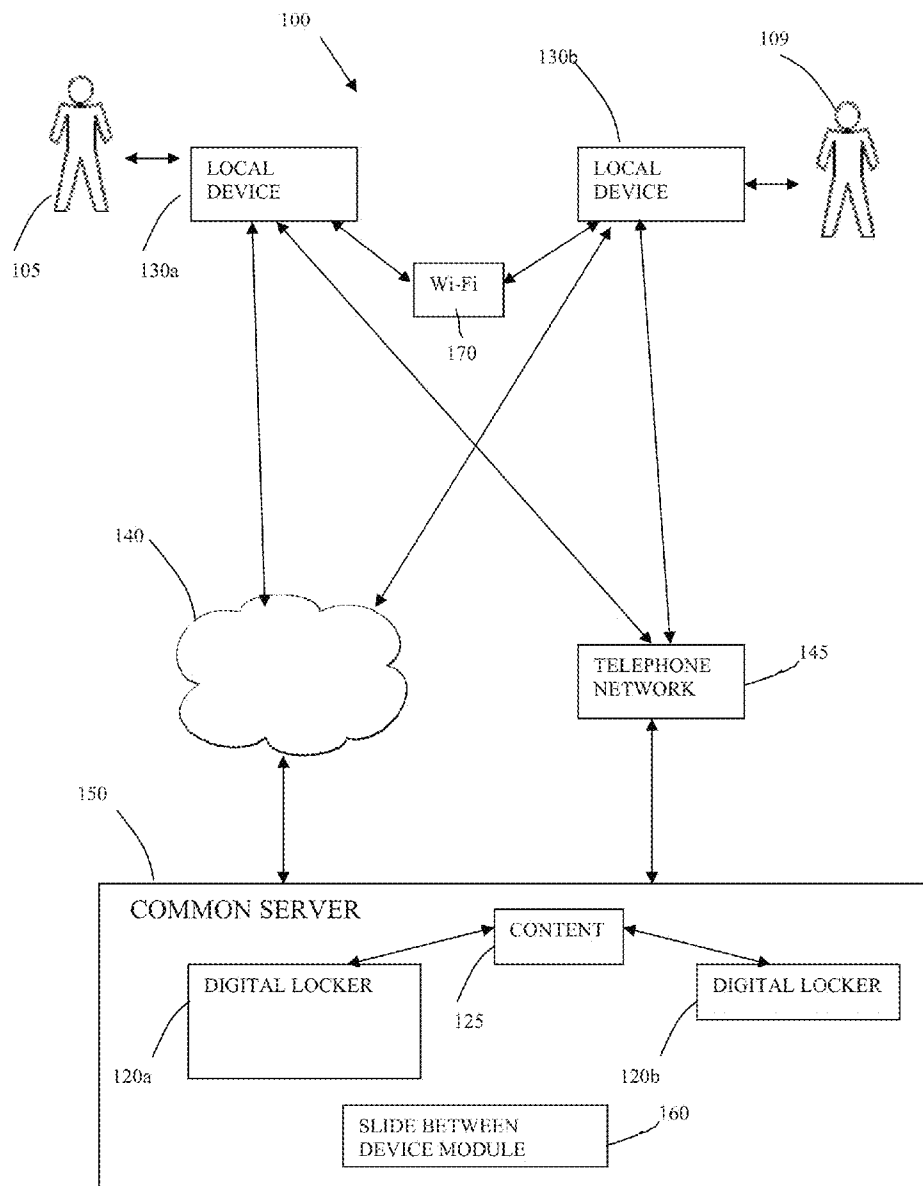 100
130b
109
LOCAL
DEVICE
LOCAL
DEVICE
105
130a
Wi-Fi
170
140
TELEPHONE
NETWORK
145
150
COMMON SERVER
CONTENT
DIGITAL LOCKER
DIGITAL LOCKER
125
120a
120b
SLIDE BETWEEN
DEVICE MODULE
160